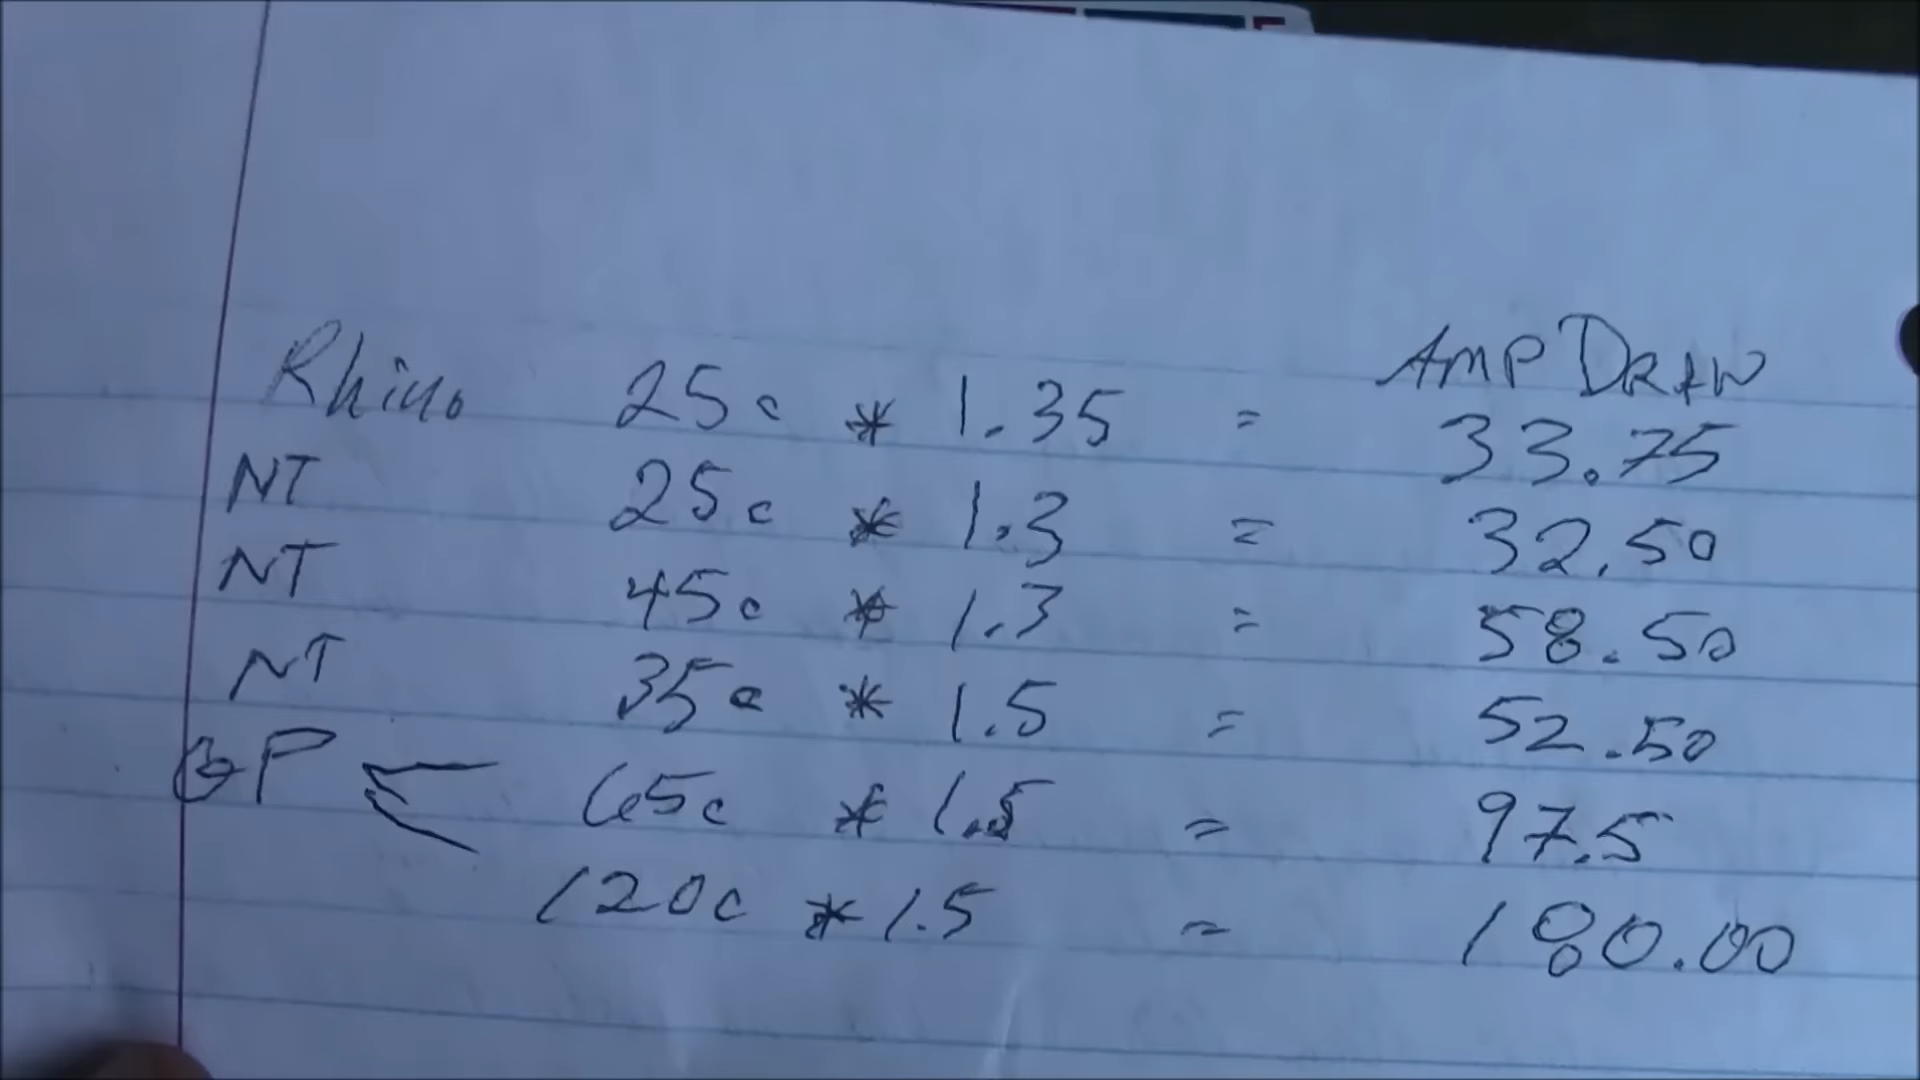 AMP DRAW
Rhino 25c * 1.35 = 33.75
NT 25c * 1.3 = 32.50
NT 45c * 1.3 = 58.50
NT 35c * 1.5 = 52.50
GP 65c * 1.5 = 97.5
120c * 1.5 = 180.00